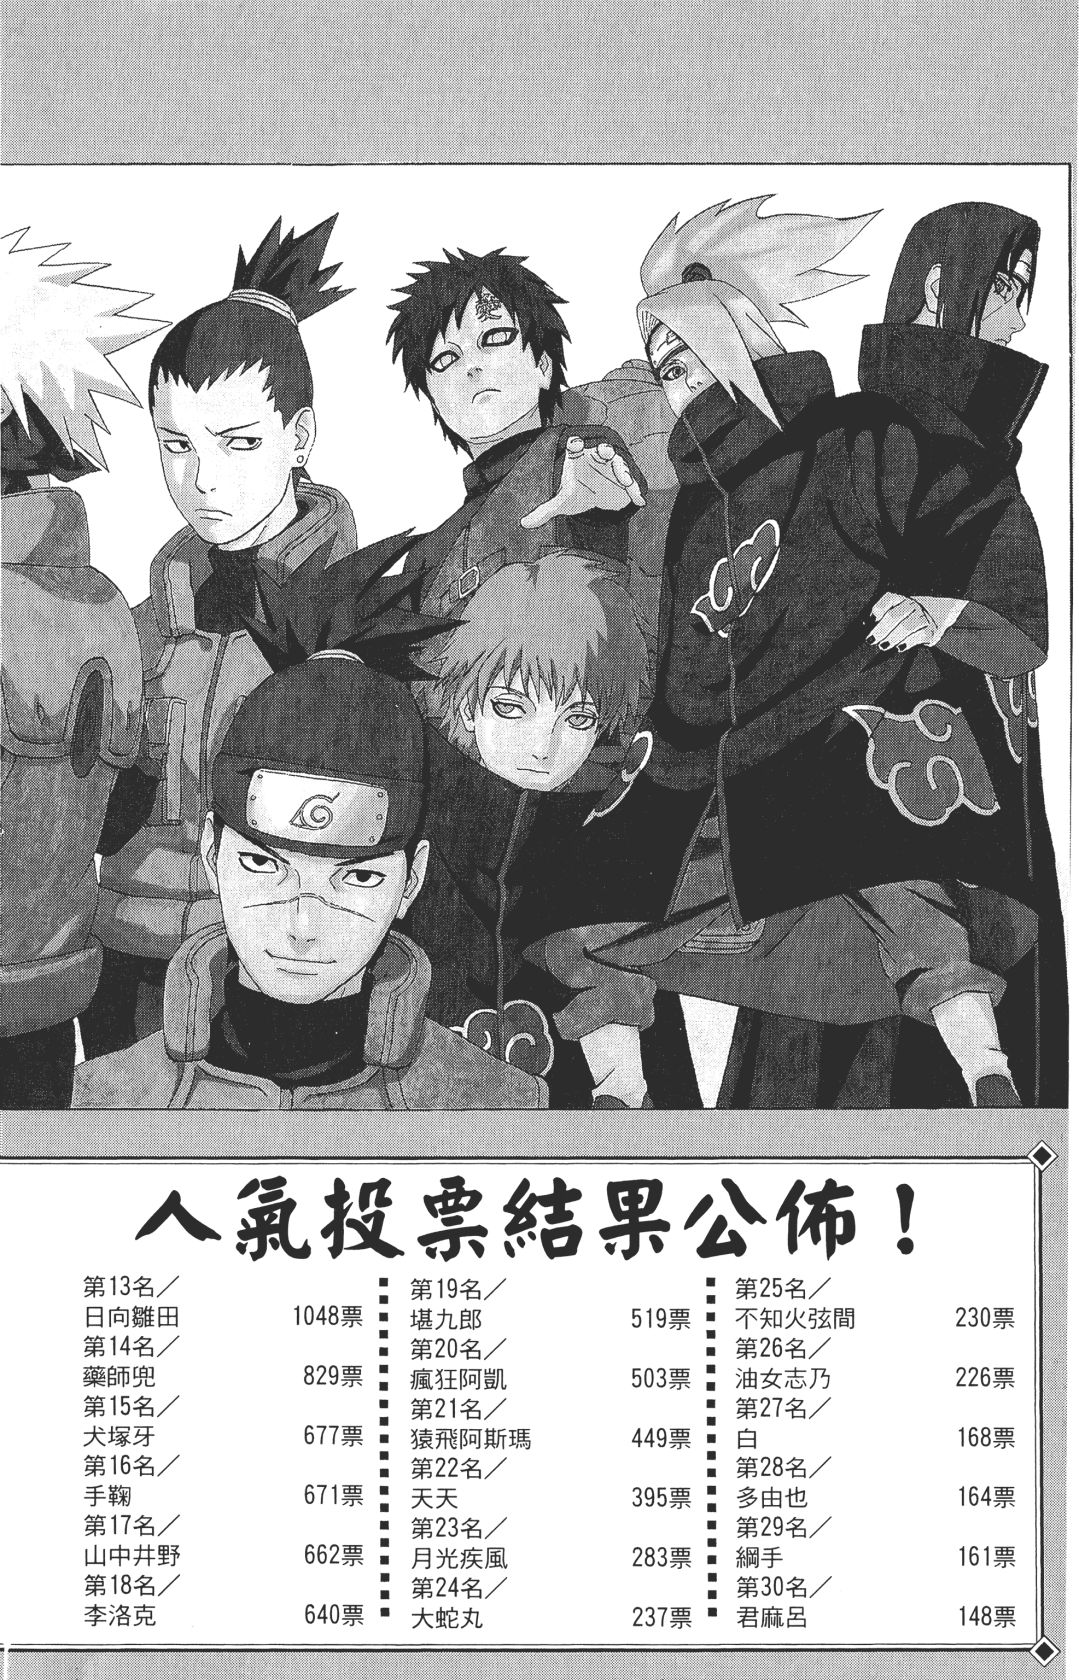 愛
人氣投票結果公佈！
第13名／
日向雛田 1048票
第14名／
藥師兜 829票
第15名／
犬塚牙 677票
第16名／
手鞠 671票
第17名／
山中井野 662票
第18名／
李洛克 640票
第19名／
堪九郎 519票
第20名／
瘋狂阿凱 503票
第21名／
猿飛阿斯瑪 449票
第22名／
天天 395票
第23名／
月光疾風 283票
第24名／
大蛇丸 237票
第25名／
不知火弦間 230票
第26名／
油女志乃 226票
第27名／
白 168票
第28名／
多由也 164票
第29名／
綱手 161票
第30名／
君麻呂 148票